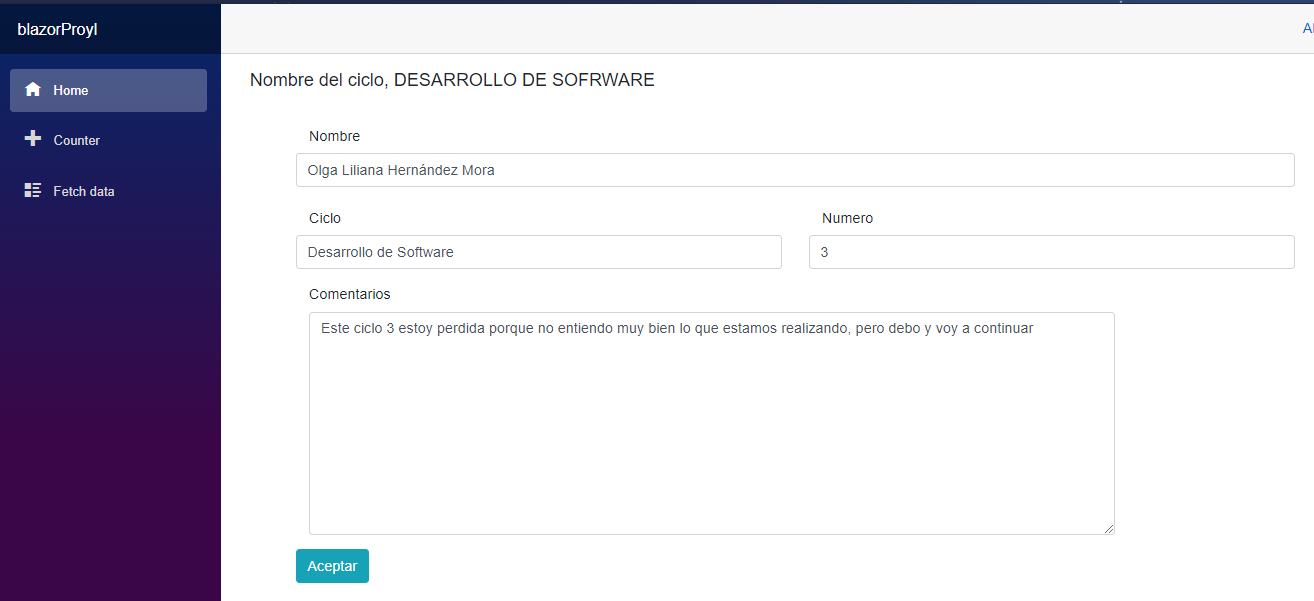 blazorProyI
Home
Counter
Fetch data
Nombre del ciclo, DESARROLLO DE SOFRWARE
Nombre
Olga Liliana Hernández Mora
Ciclo
Numero
Desarrollo de Software
3
Comentarios
Este ciclo 3 estoy perdida porque no entiendo muy bien lo que estamos realizando, pero debo y voy a continuar
Aceptar